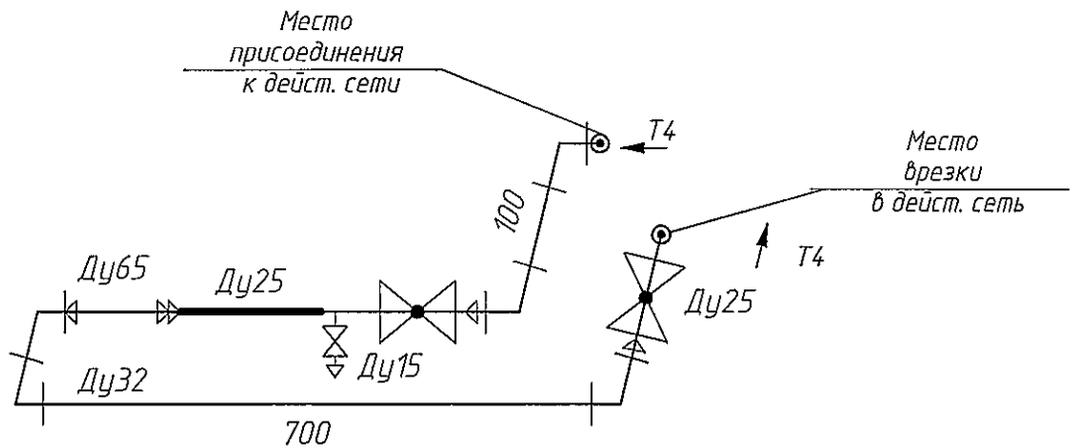 Место
присоединения
к дейст. сети
Т4
Место
врезки
в дейст. сеть
Т4
100
Ду65
Ду25
Ду25
Ду15
Ду32
700